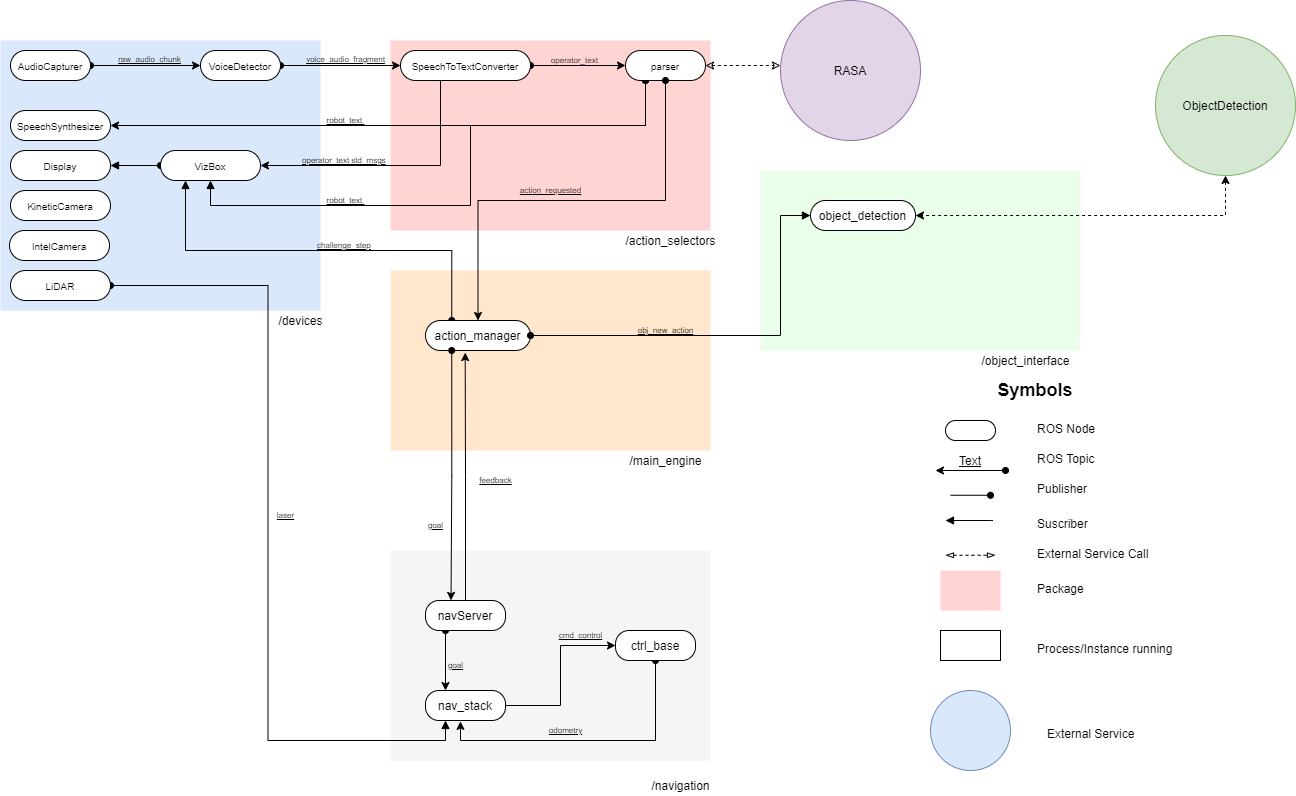 RASA
ObjectDetection
AudioCapturer
raw_audio_chunk
VoiceDetector
voice_audio_fragment
SpeechToTextConverter
operator_text
parser
SpeechSynthesizer
robot_text
Display
VizBox
operator_text std_msgs
KineticCamera
robot_text
action_requested
object_detection
IntelCamera
challenge_step
/action_selectors
LiDAR
/devices
action_manager
obj_new_action
/object_interface
/main_engine
feedback
laser
goal
navServer
cmd_control
ctrl_base
goal
nav_stack
odometry
/navigation
Symbols
ROS Node
Text
ROS Topic
Publisher
Suscriber
External Service Call
Package
Process/Instance running
External Service